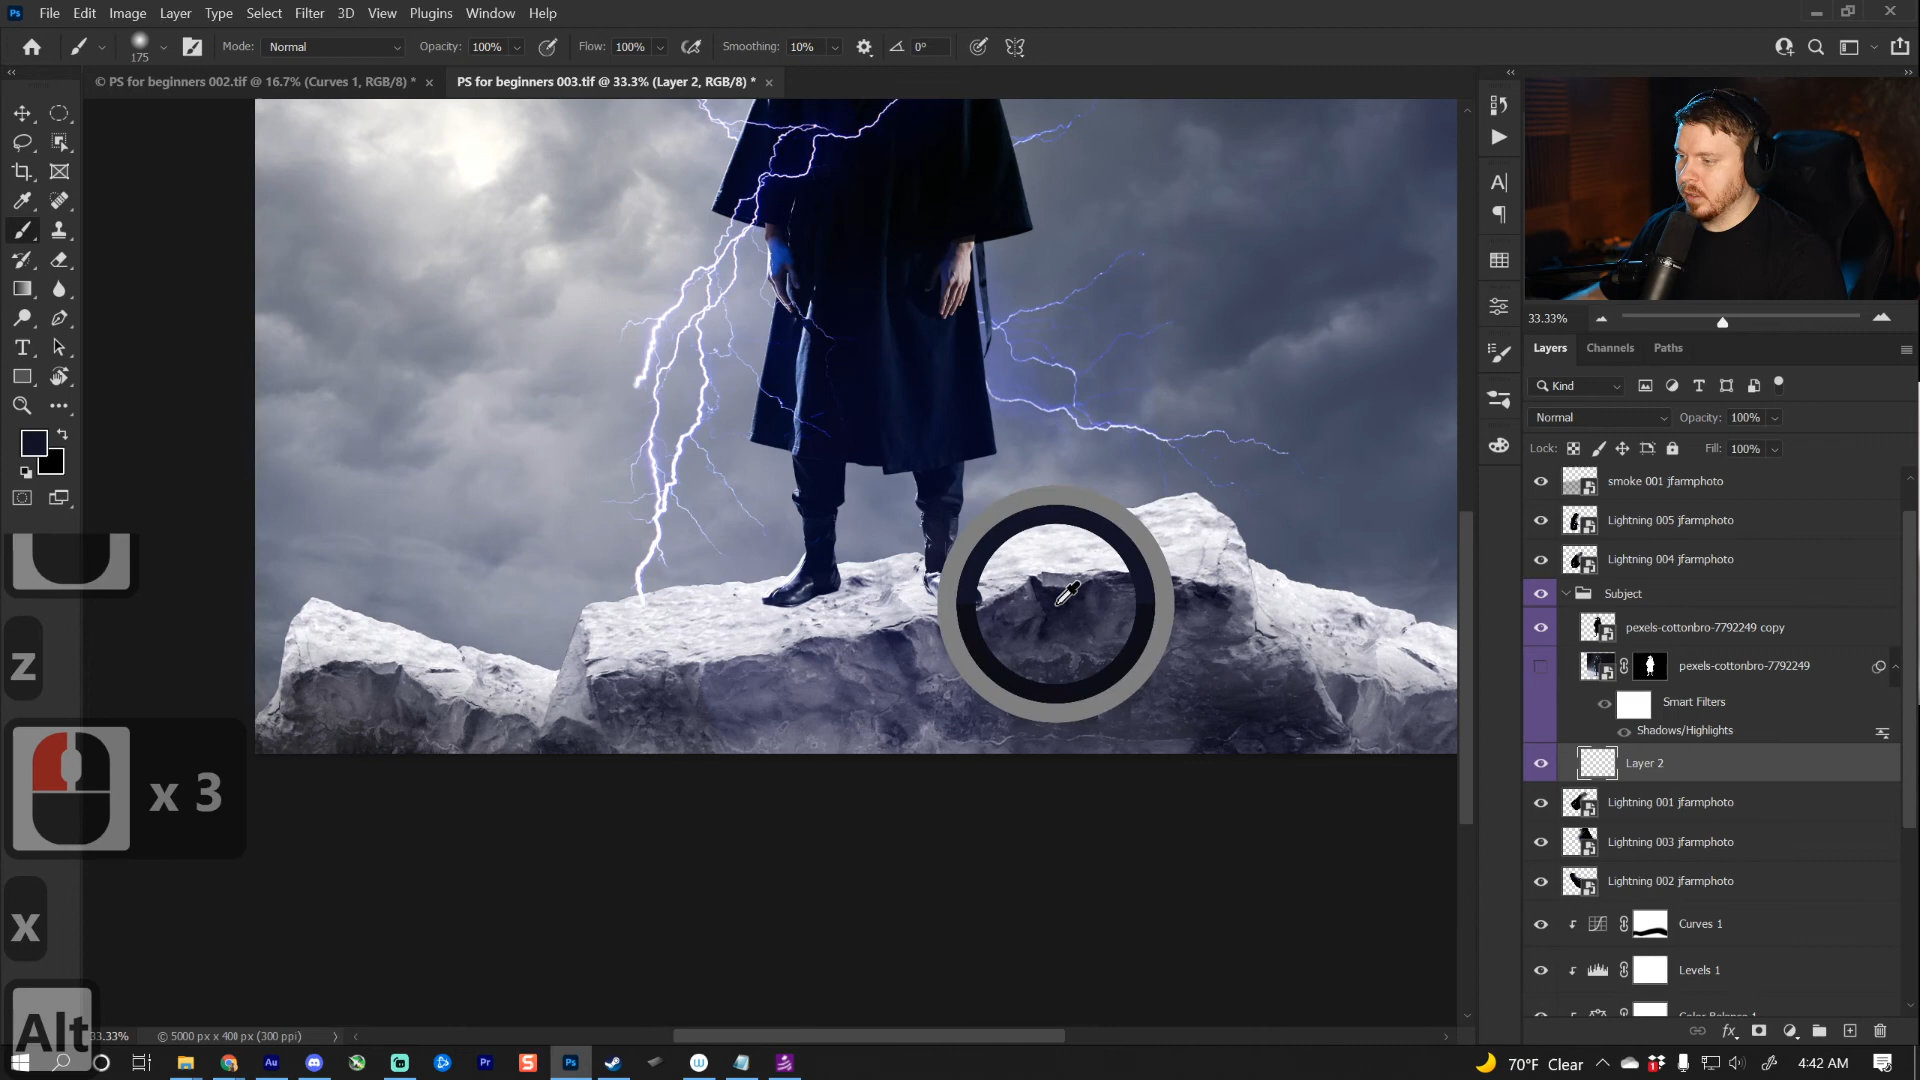 Ps File Edit Image Layer Type Select Filter 3D View Plugins Window Help
175 Mode: Normal Opacity: 100% Flow: 100% Smoothing: 10% 0°
© PS for beginners 002.tif @ 16.7% (Curves 1, RGB/8) * × PS for beginners 003.tif @ 33.3% (Layer 2, RGB/8) * ×
33.33%
Layers Channels Paths
Kind
Normal Opacity: 100%
Lock: Fill: 100%
smoke 001 jfarmphoto
Lightning 005 jfarmphoto
Lightning 004 jfarmphoto
Subject
pexels-cottonbro-7792249 copy
pexels-cottonbro-7792249
Smart Filters
Shadows/Highlights
Layer 2
Lightning 001 jfarmphoto
Lightning 003 jfarmphoto
Lightning 002 jfarmphoto
Curves 1
Levels 1
Color Balance 1
z
x 3
x
Alt
33.33% © 5000 px x 400 px (300 ppi)
Au Pr S Ps W 70°F Clear 4:42 AM